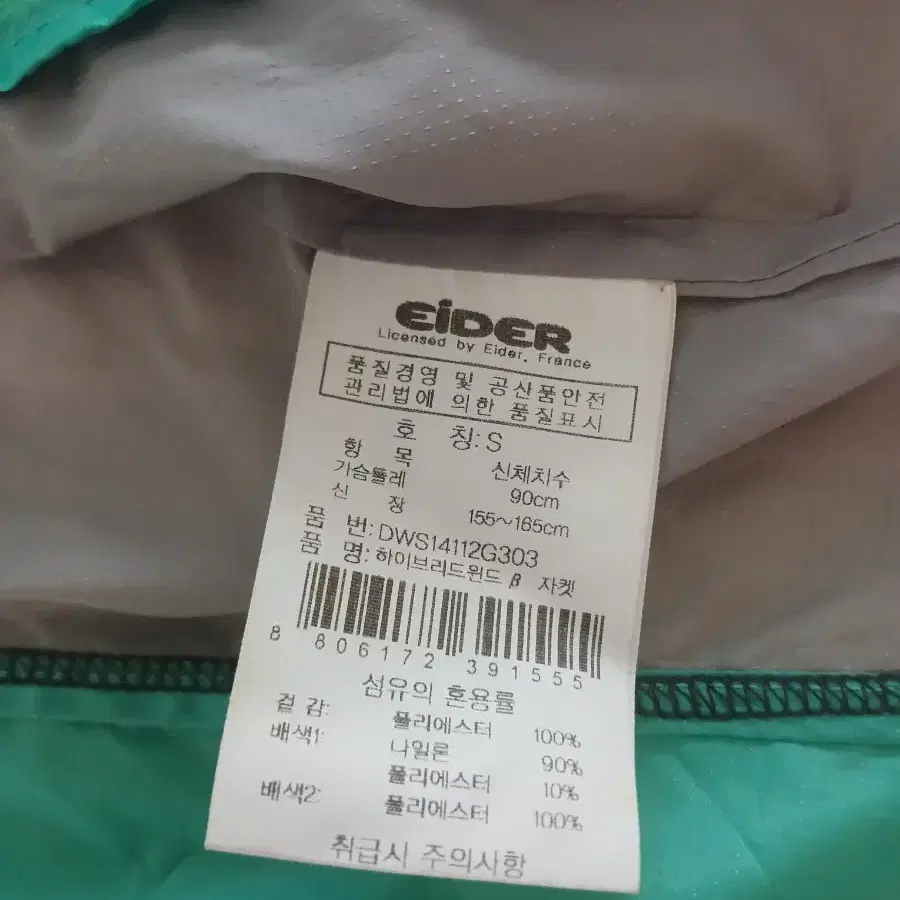 EiDER
Licensed by Eider, France
품질경영 및 공산품안전
관리법에 의한 품질표시
호 칭: S
항 목 신체치수
가슴둘레 90cm
신 장 155~165cm
품 번: DWS14112G303
품 명: 하이브리드윈드 β 자켓
8 806172 391555
섬유의 혼용률
겉 감: 폴리에스터 100%
배색1: 나일론 90%
폴리에스터 10%
배색2: 폴리에스터 100%
취급시 주의사항